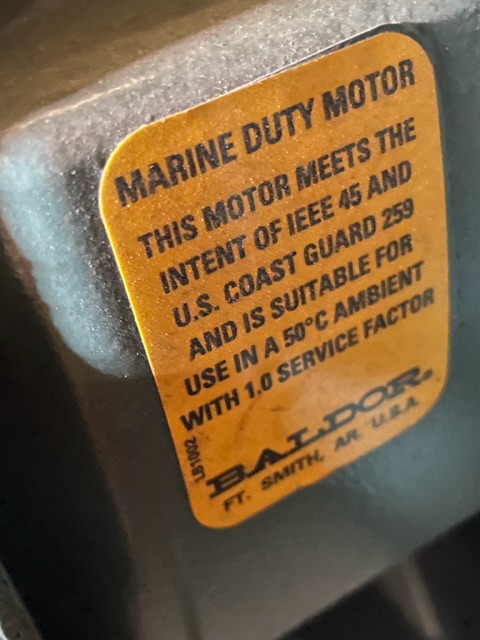 MARINE DUTY MOTOR
THIS MOTOR MEETS THE
INTENT OF IEEE 45 AND
U.S. COAST GUARD 259
AND IS SUITABLE FOR
USE IN A 50°C AMBIENT
WITH 1.0 SERVICE FACTOR
LB1002
BALDOR®
FT. SMITH, AR. U.S.A.